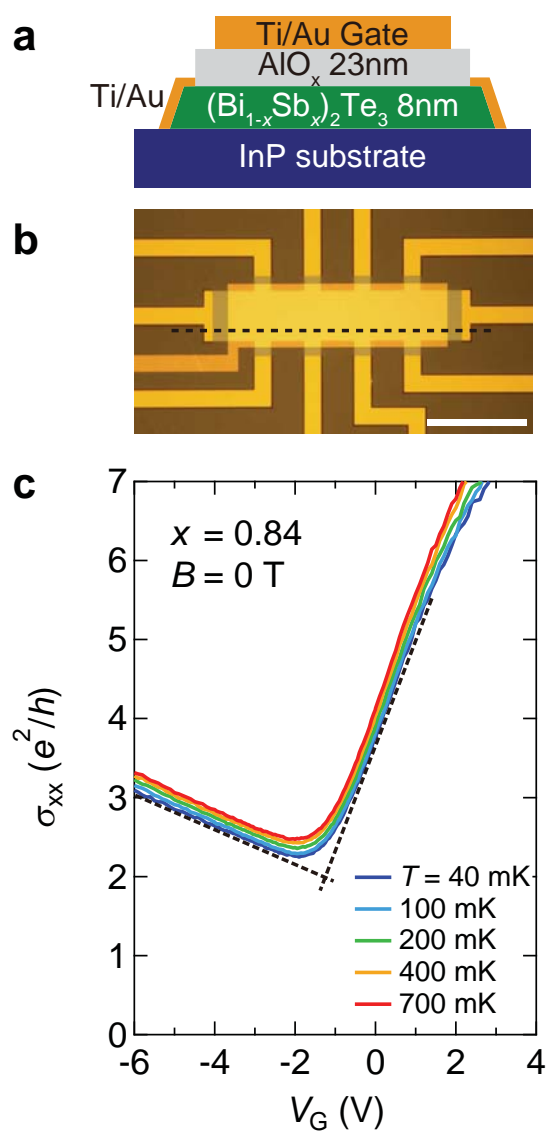 a
Ti/Au Gate
AlOₓ 23nm
Ti/Au
(Bi₁₋ₓSbₓ)₂Te₃ 8nm
InP substrate
b
c
7
6
5
4
3
2
1
0
σxx (e²/h)
x = 0.84
B = 0 T
T = 40 mK
100 mK
200 mK
400 mK
700 mK
-6 -4 -2 0 2 4
V_G (V)